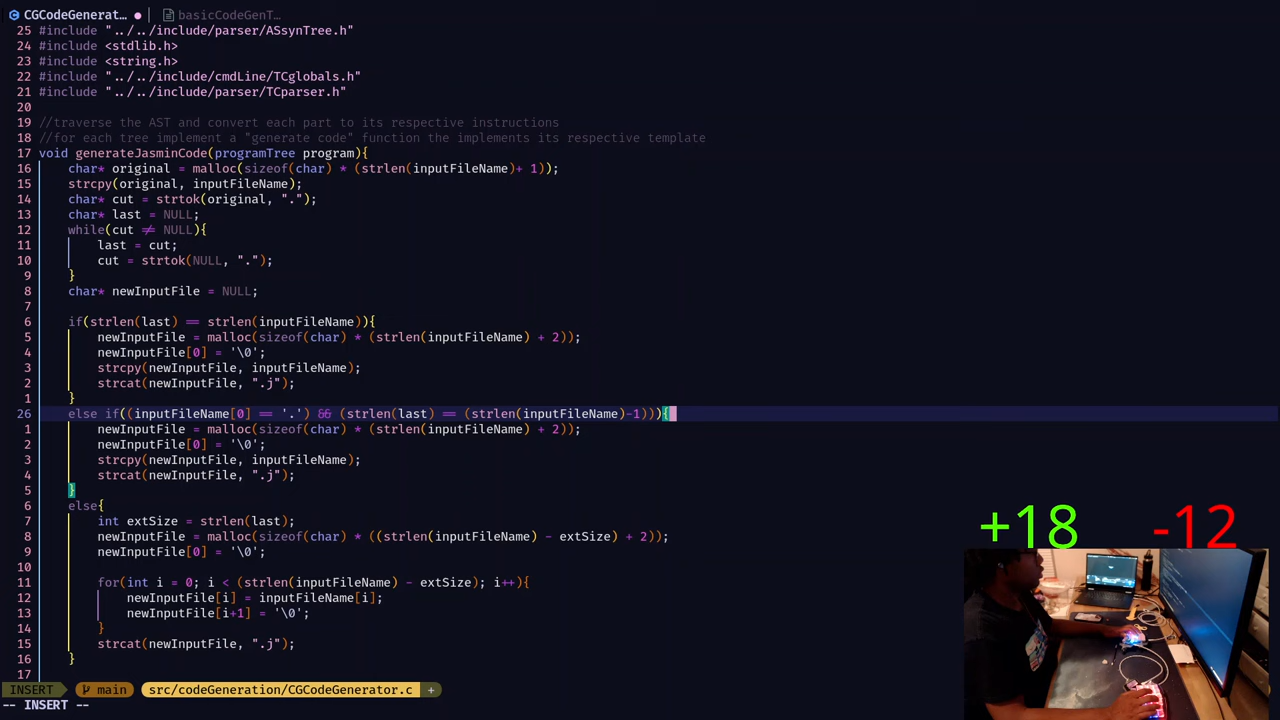 CGCodeGenerat… ● │ basicCodeGenT…
25 #include "../../include/parser/ASsynTree.h"
24 #include <stdlib.h>
23 #include <string.h>
22 #include "../../include/cmdLine/TCglobals.h"
21 #include "../../include/parser/TCparser.h"
20
19 //traverse the AST and convert each part to its respective instructions
18 //for each tree implement a "generate code" function the implements its respective template
17 void generateJasminCode(programTree program){
16 char* original = malloc(sizeof(char) * (strlen(inputFileName)+ 1));
15 strcpy(original, inputFileName);
14 char* cut = strtok(original, ".");
13 char* last = NULL;
12 while(cut ≠ NULL){
11 last = cut;
10 cut = strtok(NULL, ".");
9 }
8 char* newInputFile = NULL;
7
6 if(strlen(last) == strlen(inputFileName)){
5 newInputFile = malloc(sizeof(char) * (strlen(inputFileName) + 2));
4 newInputFile[0] = '\0';
3 strcpy(newInputFile, inputFileName);
2 strcat(newInputFile, ".j");
1 }
26 else if((inputFileName[0] == '.') && (strlen(last) == (strlen(inputFileName)-1))){
1 newInputFile = malloc(sizeof(char) * (strlen(inputFileName) + 2));
2 newInputFile[0] = '\0';
3 strcpy(newInputFile, inputFileName);
4 strcat(newInputFile, ".j");
5 }
6 else{
7 int extSize = strlen(last);
8 newInputFile = malloc(sizeof(char) * ((strlen(inputFileName) - extSize) + 2));
9 newInputFile[0] = '\0';
10
11 for(int i = 0; i < (strlen(inputFileName) - extSize); i++){
12 newInputFile[i] = inputFileName[i];
13 newInputFile[i+1] = '\0';
14 }
15 strcat(newInputFile, ".j");
16 }
17
+18 -12
INSERT main src/codeGeneration/CGCodeGenerator.c +
-- INSERT --